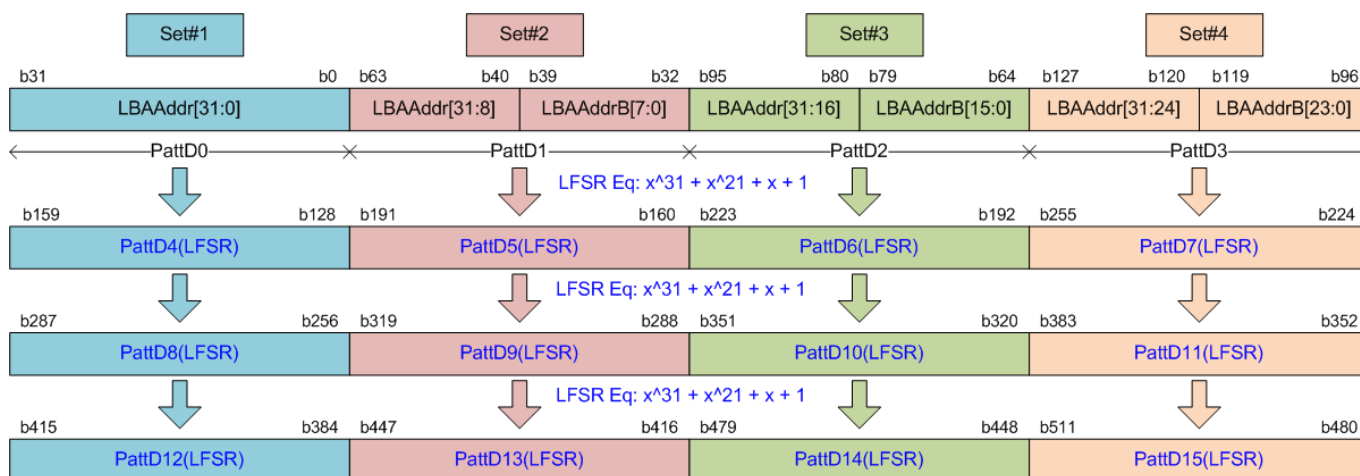 Set#1 Set#2 Set#3 Set#4
b31 b0 b63 b40 b39 b32 b95 b80 b79 b64 b127 b120 b119 b96
LBAAddr[31:0] LBAAddr[31:8] LBAAddrB[7:0] LBAAddr[31:16] LBAAddrB[15:0] LBAAddr[31:24] LBAAddrB[23:0]
PattD0 PattD1 PattD2 PattD3
LFSR Eq: x^31 + x^21 + x + 1
b159 b128 b191 b160 b223 b192 b255 b224
PattD4(LFSR) PattD5(LFSR) PattD6(LFSR) PattD7(LFSR)
LFSR Eq: x^31 + x^21 + x + 1
b287 b256 b319 b288 b351 b320 b383 b352
PattD8(LFSR) PattD9(LFSR) PattD10(LFSR) PattD11(LFSR)
LFSR Eq: x^31 + x^21 + x + 1
b415 b384 b447 b416 b479 b448 b511 b480
PattD12(LFSR) PattD13(LFSR) PattD14(LFSR) PattD15(LFSR)